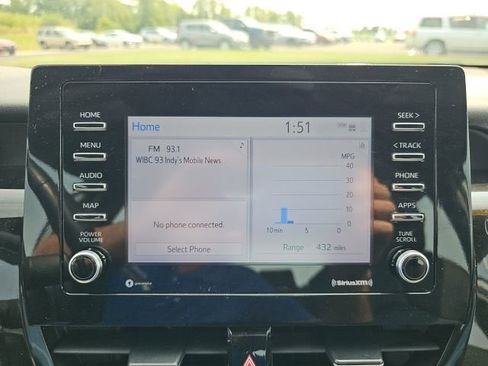 HOME
MENU
AUDIO
MAP
POWER
VOLUME
Home
1:51
FM 93.1
WIBC 93 Indy's Mobile News
No phone connected.
Select Phone
MPG
40
30
20
10
0
10 min 5 0
Range 432 miles
SEEK >
< TRACK
PHONE
APPS
TUNE
SCROLL
((SiriusXM))